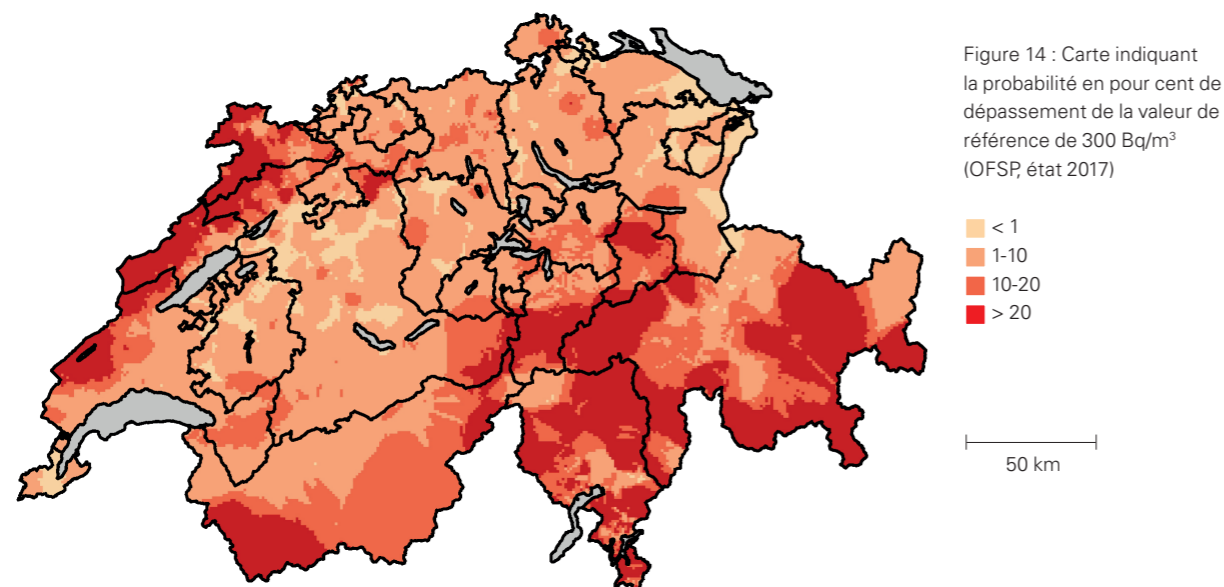 Figure 14 : Carte indiquant
la probabilité en pour cent de
dépassement de la valeur de
référence de 300 Bq/m³
(OFSP, état 2017)
< 1
1-10
10-20
> 20
50 km